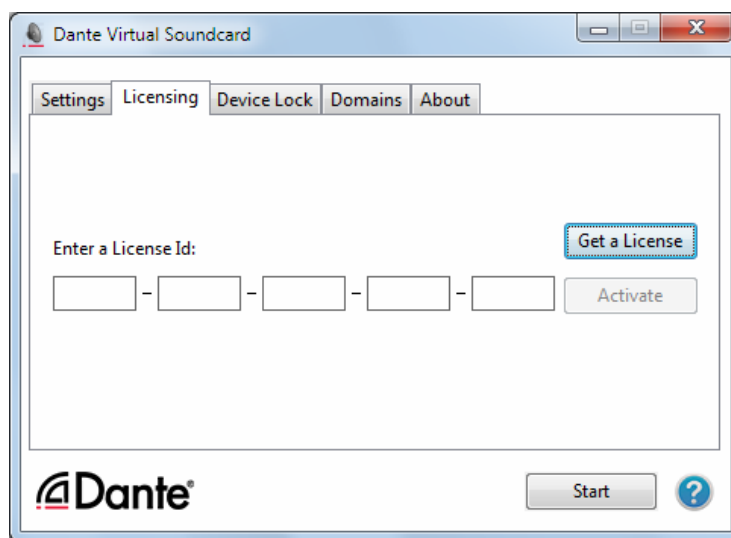 Dante Virtual Soundcard
Settings Licensing Device Lock Domains About
Get a License
Enter a License Id:
– – – – Activate
Dante® Start ?